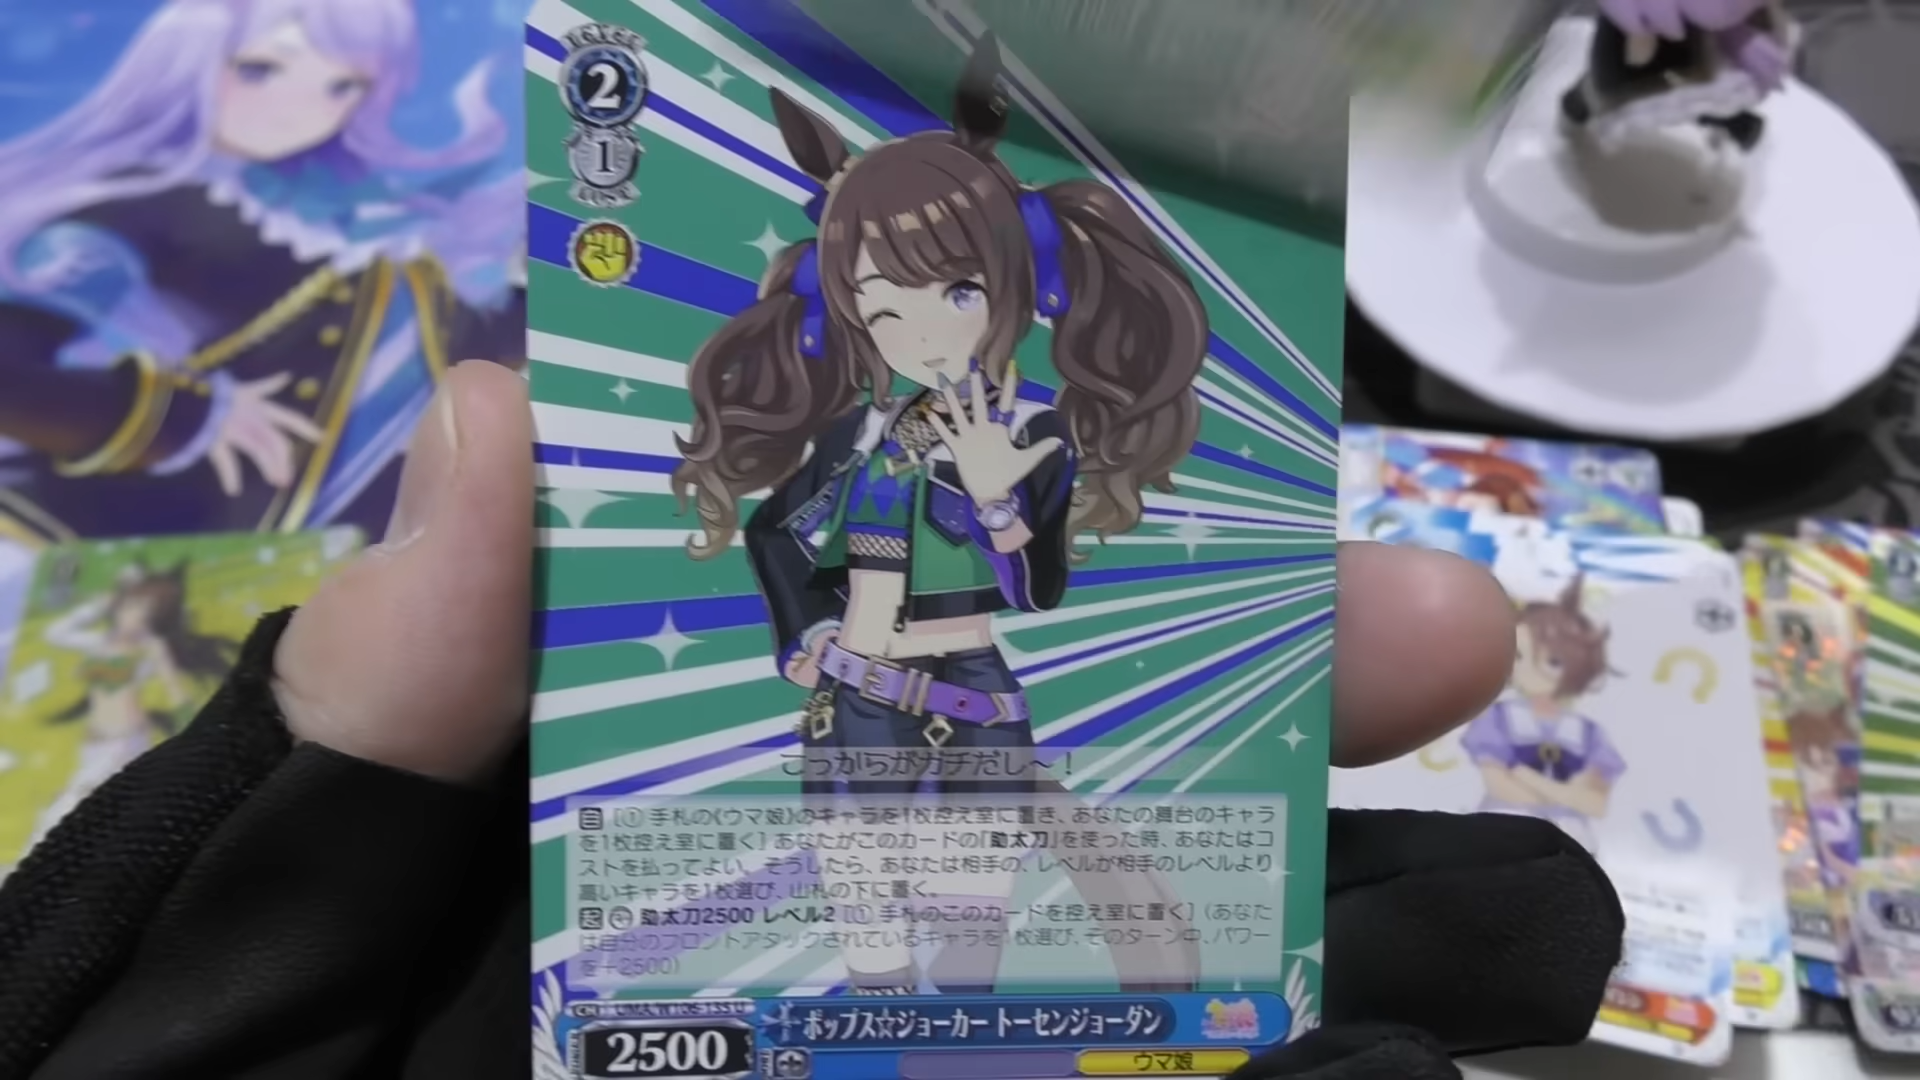 LEVEL
2
1
COST
こっからがガチだし～！
自 [① 手札の《ウマ娘》のキャラを1枚控え室に置き、あなたの舞台のキャラ
を1枚控え室に置く] あなたがこのカードの『助太刀』を使った時、あなたはコ
ストを払ってよい。そうしたら、あなたは相手の、レベルが相手のレベルより
高いキャラを1枚選び、山札の下に置く。
起 助太刀2500 レベル2 [① 手札のこのカードを控え室に置く] (あなた
は自分のフロントアタックされているキャラを1枚選び、そのターン中、パワー
を＋2500)
CH
ポップス☆ジョーカー トーセンジョーダン
2500
ウマ娘